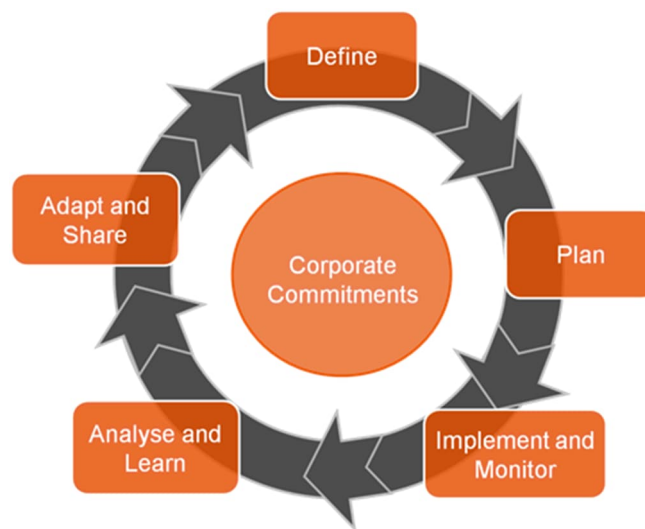 Define
Plan
Implement and
Monitor
Analyse and
Learn
Adapt and
Share
Corporate
Commitments